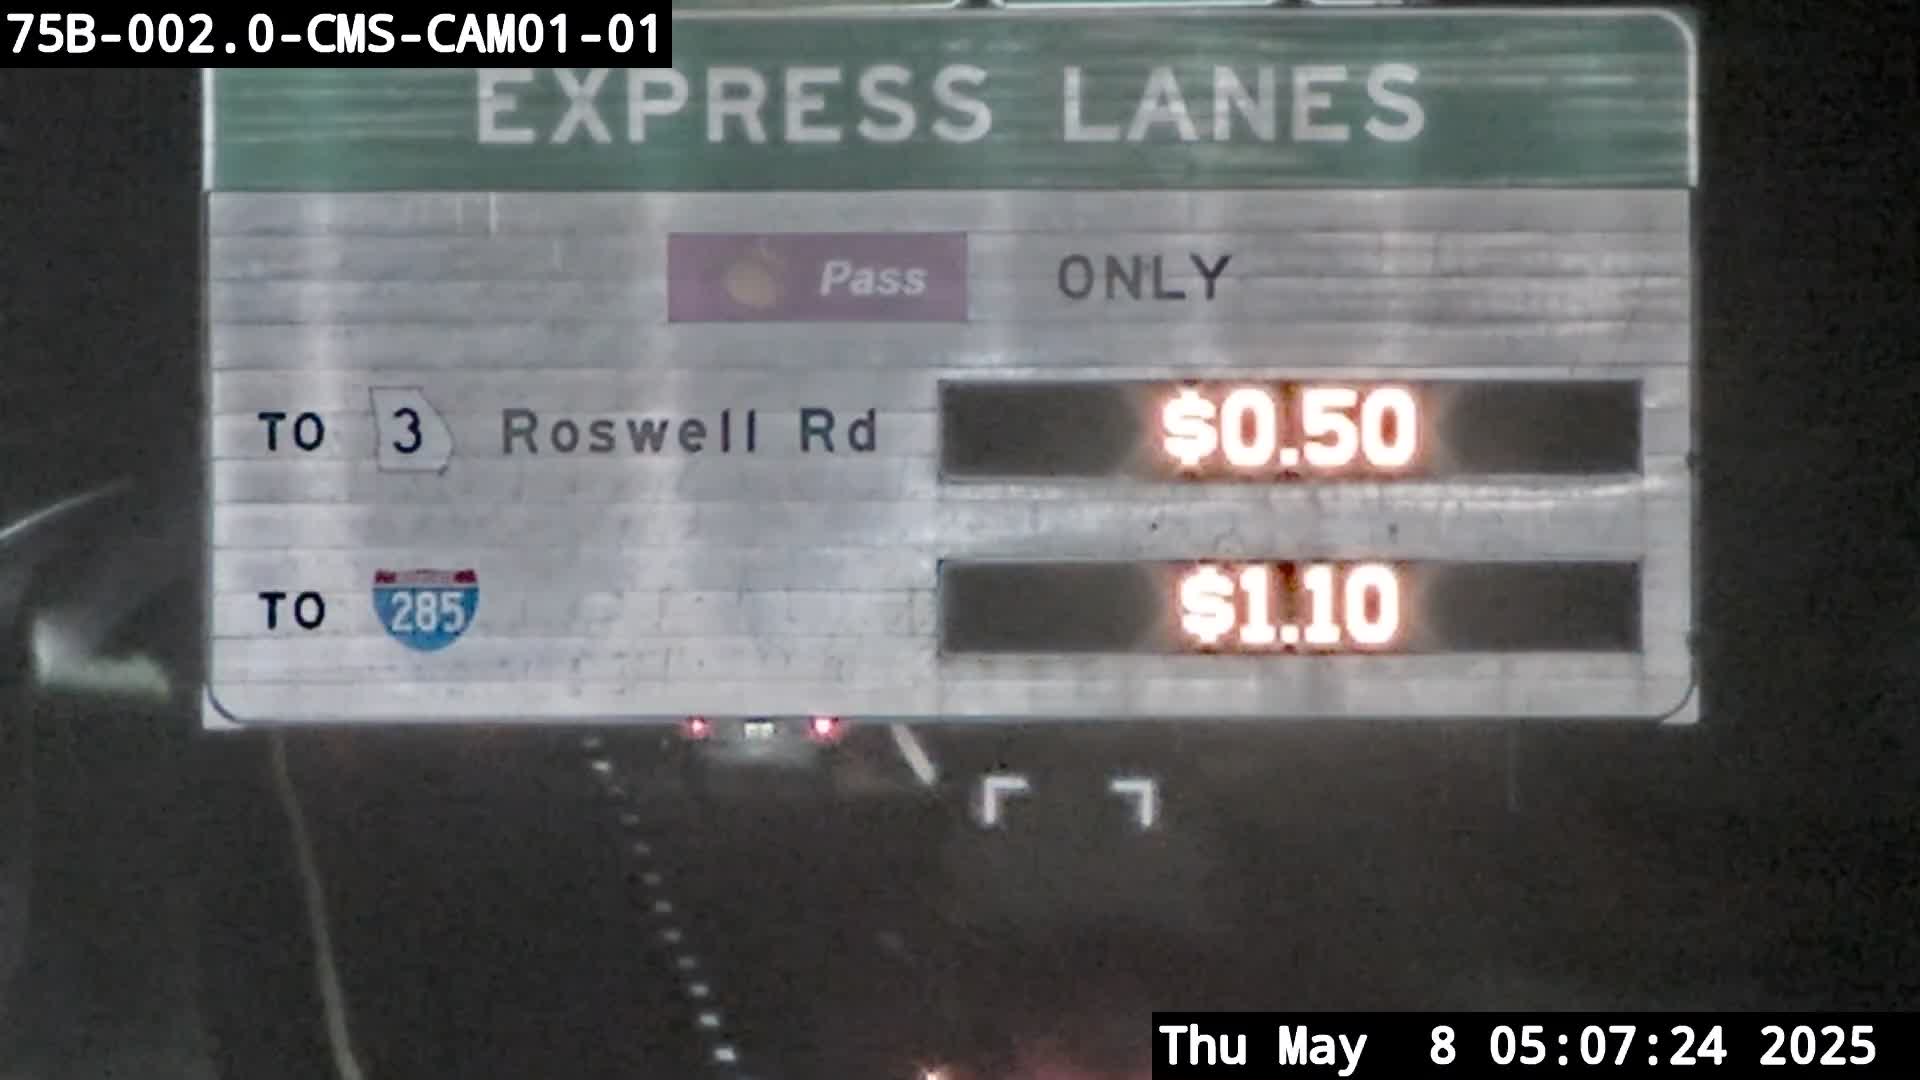 75B-002.0-CMS-CAM01-01
EXPRESS LANES
Pass ONLY
TO 3 Roswell Rd $0.50
TO 285 $1.10
Thu May 8 05:07:24 2025